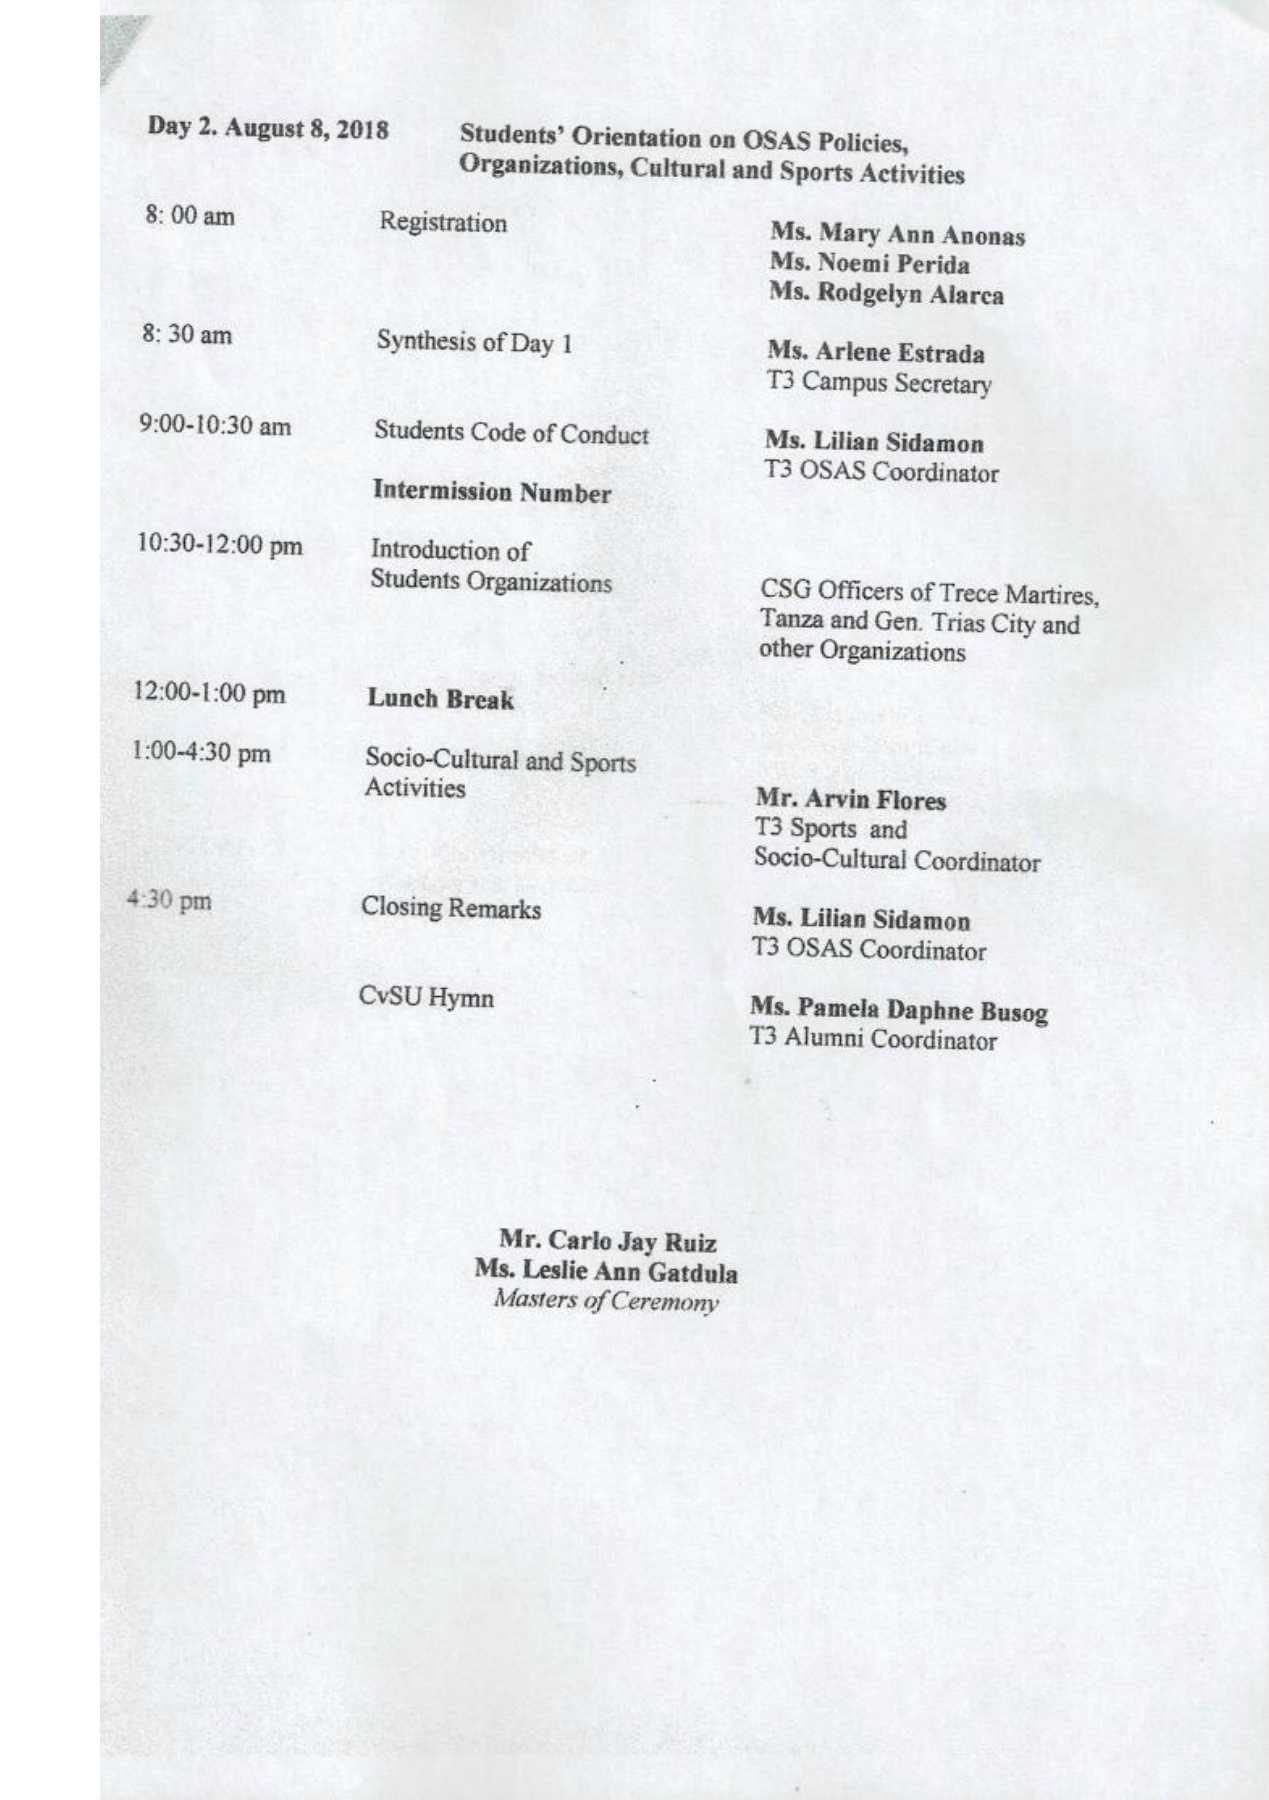 Day 2. August 8, 2018
Students' Orientation on OSAS Policies,
Organizations, Cultural and Sports Activities
8: 00 am
Registration
Ms. Mary Ann Anonas
Ms. Noemi Perida
Ms. Rodgelyn Alarca
8: 30 am
Synthesis of Day 1
Ms. Arlene Estrada
T3 Campus Secretary
9:00-10:30 am
Students Code of Conduct
Ms. Lilian Sidamon
T3 OSAS Coordinator
Intermission Number
10:30-12:00 pm
Introduction of
Students Organizations
CSG Officers of Trece Martires,
Tanza and Gen. Trias City and
other Organizations
12:00-1:00 pm
Lunch Break
1:00-4:30 pm
Socio-Cultural and Sports
Activities
Mr. Arvin Flores
T3 Sports and
Socio-Cultural Coordinator
4:30 pm
Closing Remarks
Ms. Lilian Sidamon
T3 OSAS Coordinator
CvSU Hymn
Ms. Pamela Daphne Busog
T3 Alumni Coordinator
Mr. Carlo Jay Ruiz
Ms. Leslie Ann Gatdula
Masters of Ceremony